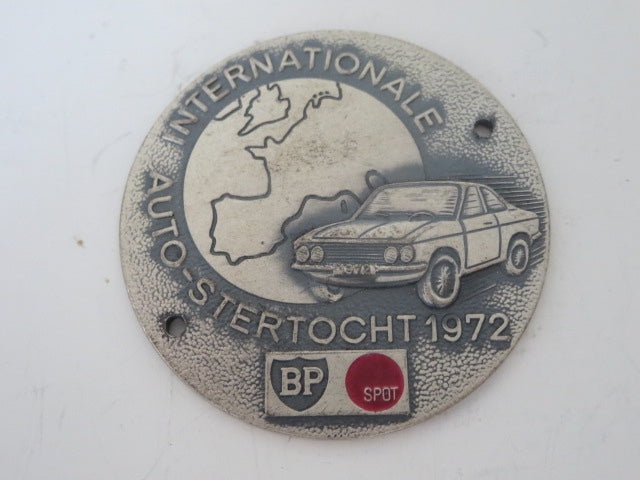 INTERNATIONALE
AUTO-STERTOCHT 1972
BP
SPOT